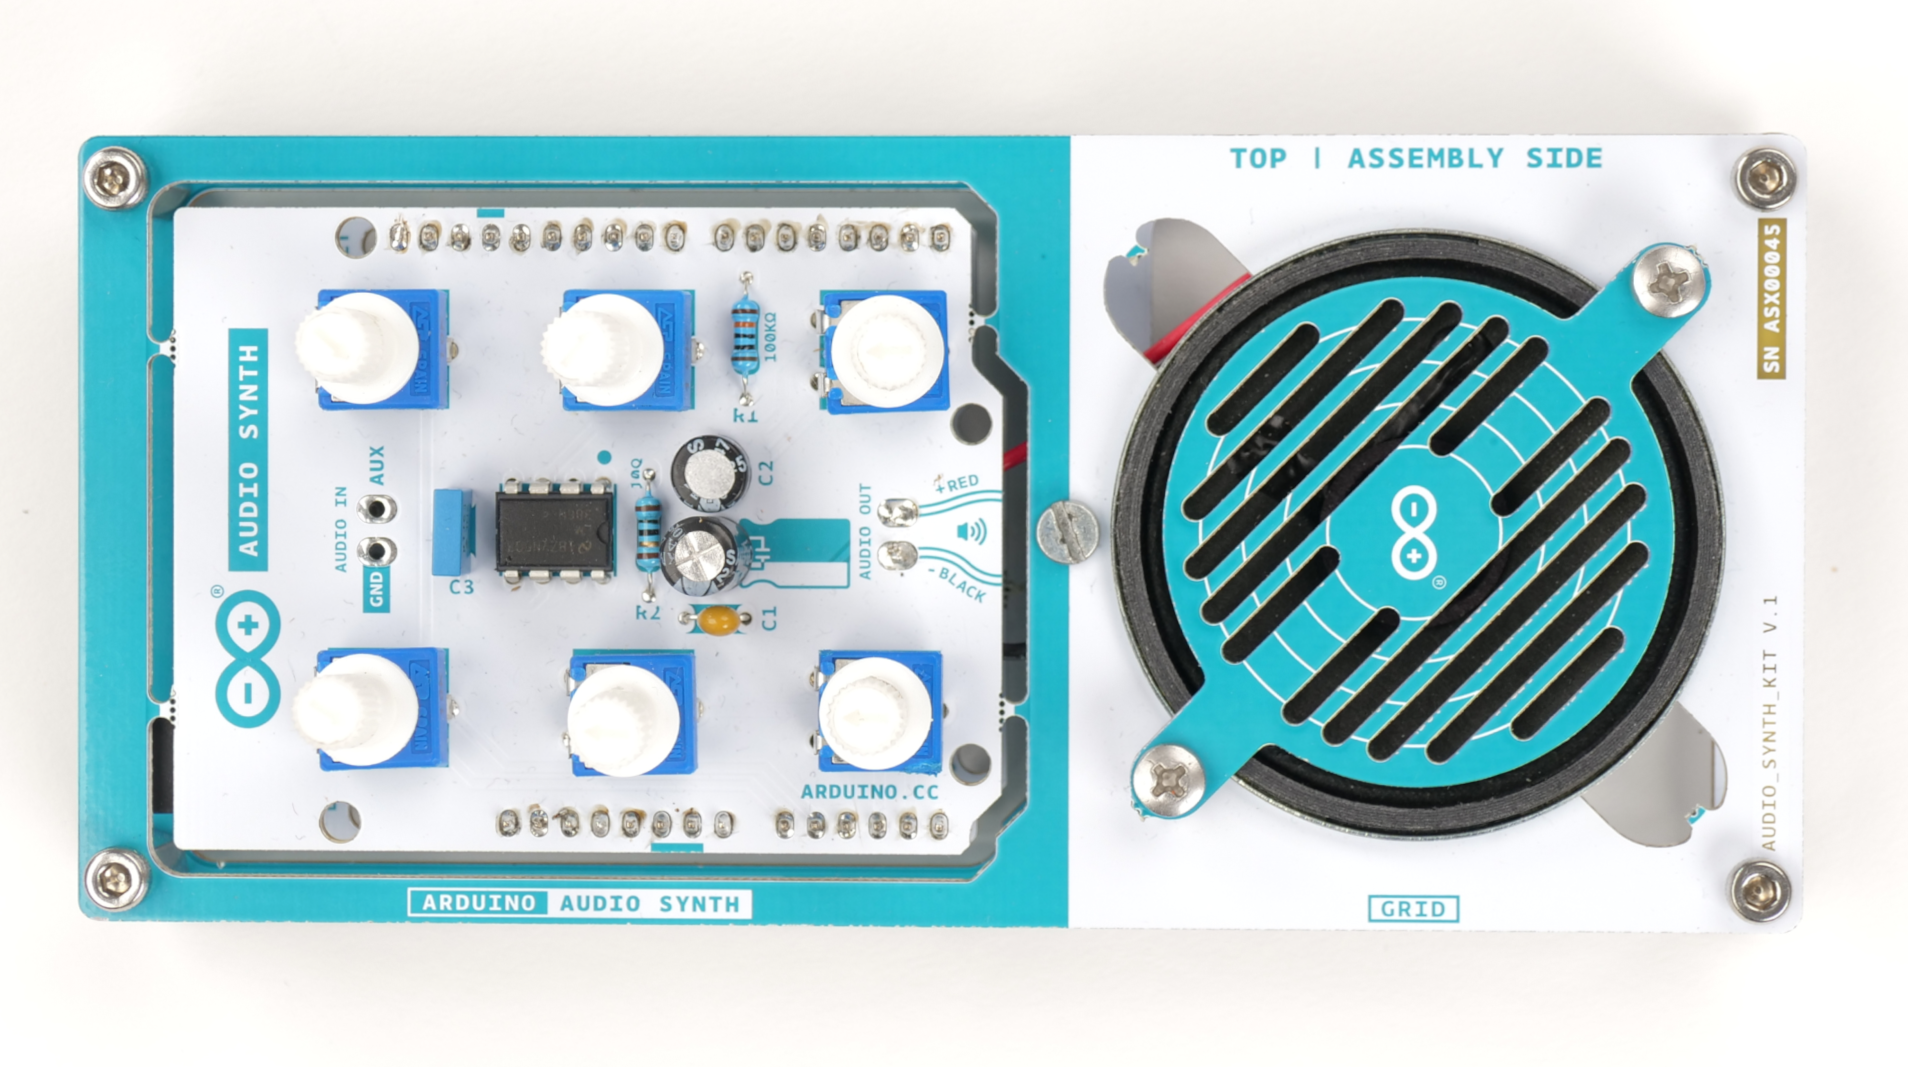 TOP | ASSEMBLY SIDE
SN ASX00045
AUDIO_SYNTH_KIT V.1
GRID
AUDIO SYNTH
®
AUX
AUDIO IN
GND
100KΩ
R1
10Ω
C2
C3
R2
C1
AUDIO OUT
+RED
-BLACK
®
ARDUINO.CC
ARDUINO AUDIO SYNTH